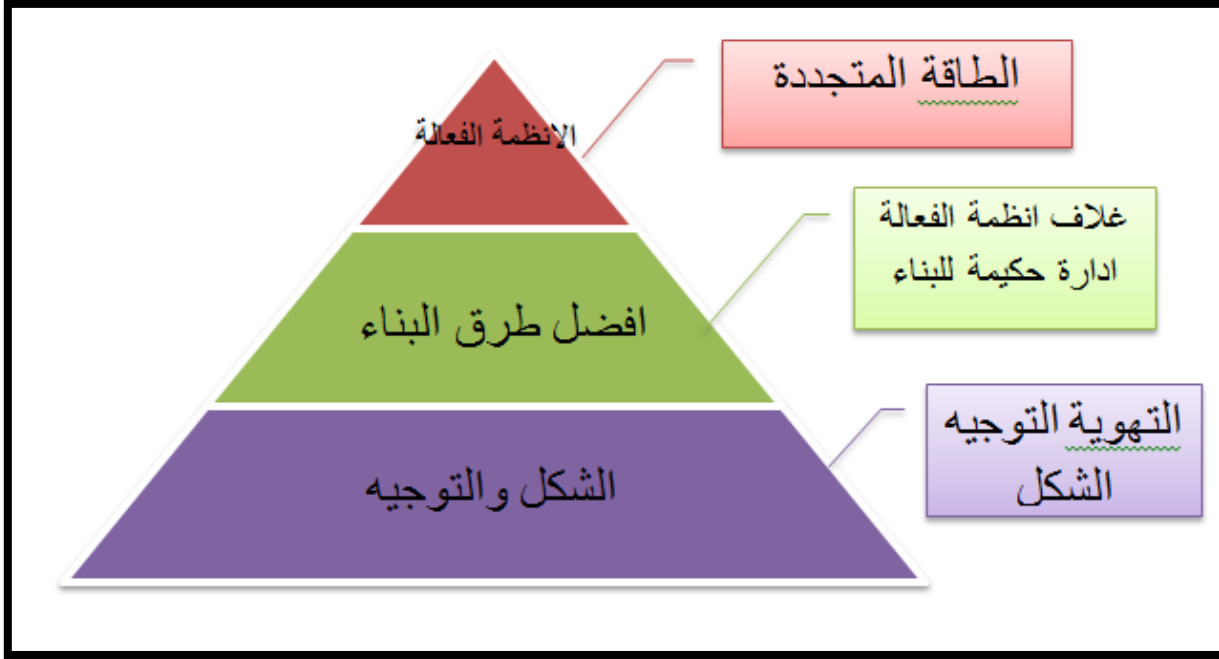 الطاقة المتجددة
الانظمة الفعالة
غلاف انظمة الفعالة
ادارة حكيمة للبناء
افضل طرق البناء
التهوية التوجيه
الشكل
الشكل والتوجيه